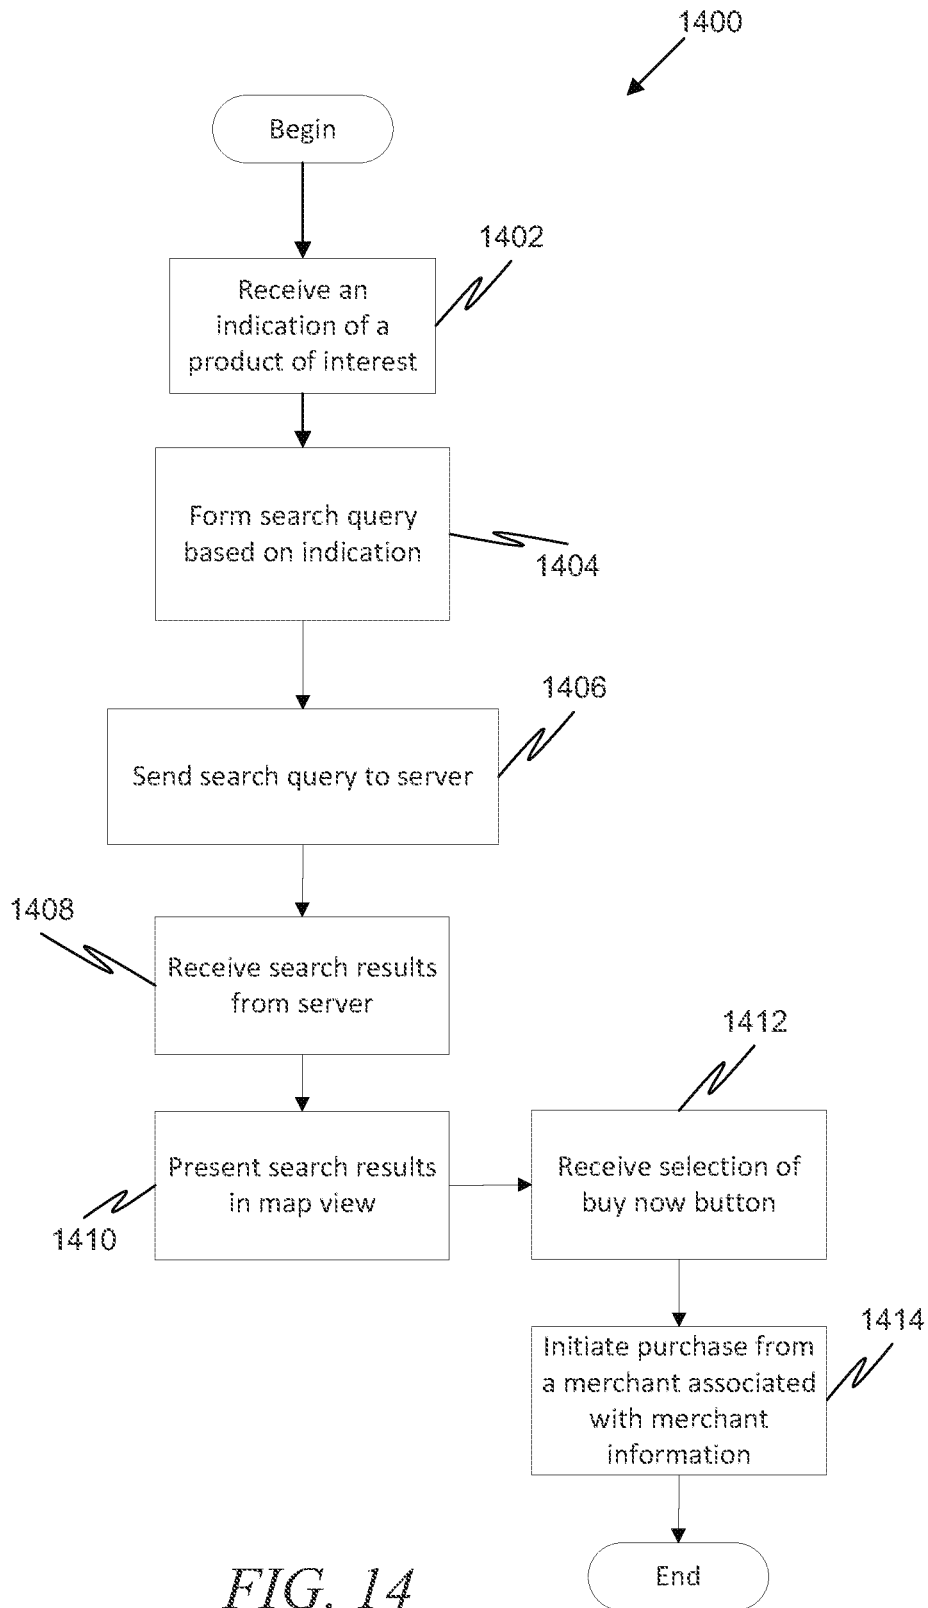 1400
Begin
1402
Receive an
indication of a
product of interest
Form search query
based on indication
1404
1406
Send search query to server
1408
Receive search results
from server
1412
Present search results
in map view
1410
Receive selection of
buy now button
1414
Initiate purchase from
a merchant associated
with merchant
information
End
FIG. 14